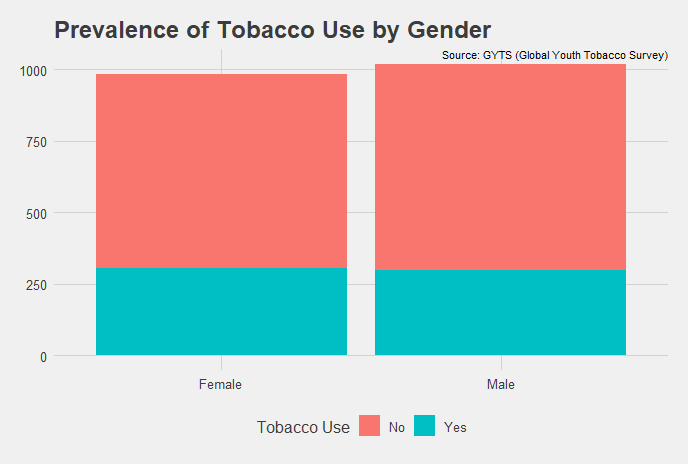 Prevalence of Tobacco Use by Gender
Source: GYTS (Global Youth Tobacco Survey)
1000
750
500
250
0
Female Male
Tobacco Use No Yes